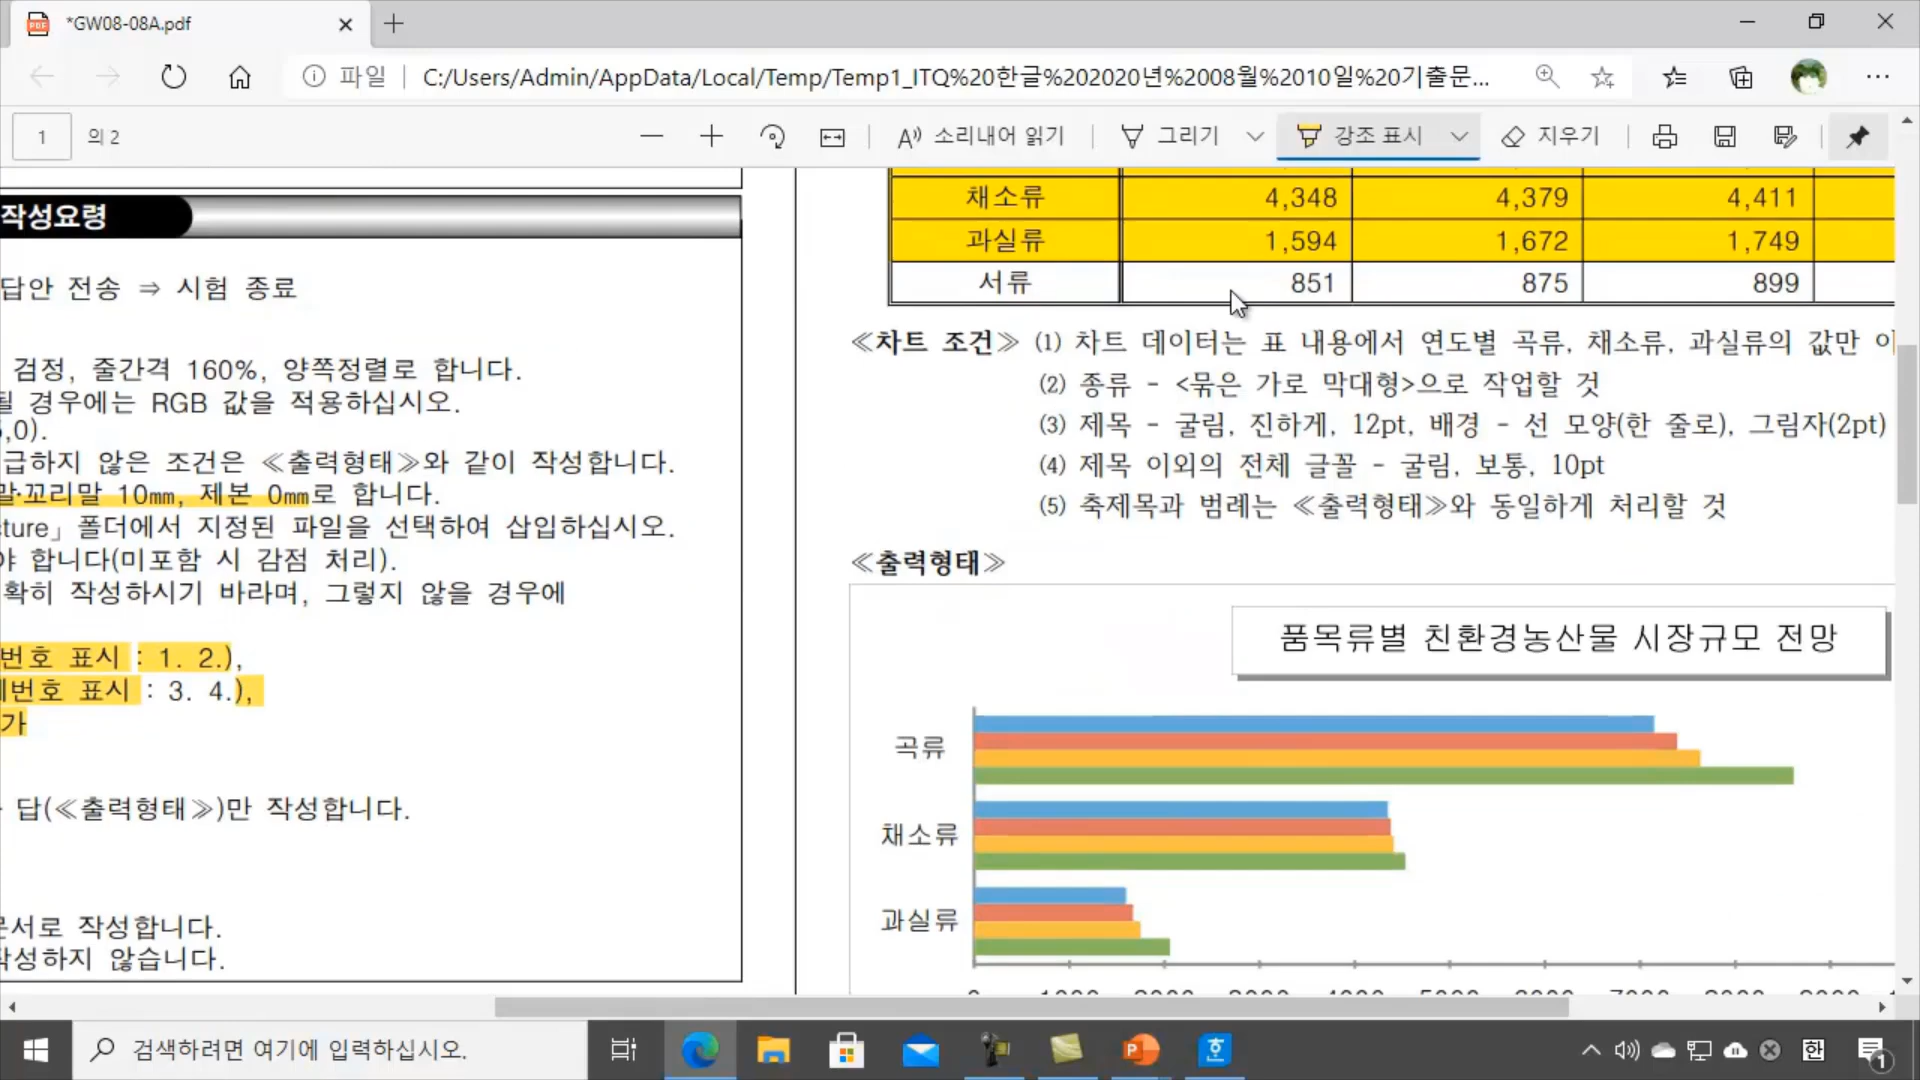 *GW08-08A.pdf
파일
C:/Users/Admin/AppData/Local/Temp/Temp1_ITQ%20한글%202020년%2008월%2010일%20기출문...
1 의 2
소리내어 읽기
그리기
강조 표시
지우기
작성요령
답안 전송 ⇒ 시험 종료
검정, 줄간격 160%, 양쪽정렬로 합니다.
될 경우에는 RGB 값을 적용하십시오.
,0).
급하지 않은 조건은 ≪출력형태≫와 같이 작성합니다.
말·꼬리말 10㎜, 제본 0㎜로 합니다.
cture」 폴더에서 지정된 파일을 선택하여 삽입하십시오.
야 합니다(미포함 시 감점 처리).
확히 작성하시기 바라며, 그렇지 않을 경우에
번호 표시 : 1. 2.),
번호 표시 : 3. 4.),
가
답(≪출력형태≫)만 작성합니다.
문서로 작성합니다.
작성하지 않습니다.
채소류 4,348 4,379 4,411
과실류 1,594 1,672 1,749
서류 851 875 899
≪차트 조건≫ (1) 차트 데이터는 표 내용에서 연도별 곡류, 채소류, 과실류의 값만 이
(2) 종류 - <묶은 가로 막대형>으로 작업할 것
(3) 제목 - 굴림, 진하게, 12pt, 배경 - 선 모양(한 줄로), 그림자(2pt)
(4) 제목 이외의 전체 글꼴 - 굴림, 보통, 10pt
(5) 축제목과 범례는 ≪출력형태≫와 동일하게 처리할 것
≪출력형태≫
품목류별 친환경농산물 시장규모 전망
곡류
채소류
과실류
검색하려면 여기에 입력하십시오.
한
1